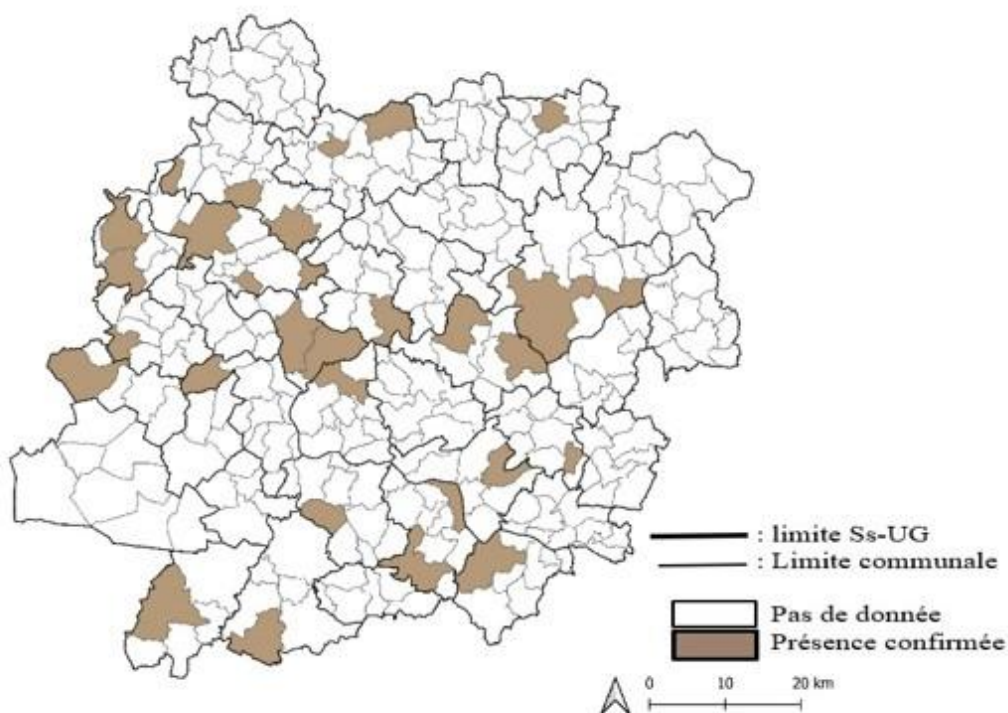 : limite Ss-UG
: Limite communale
Pas de donnée
Présence confirmée
0 10 20 km